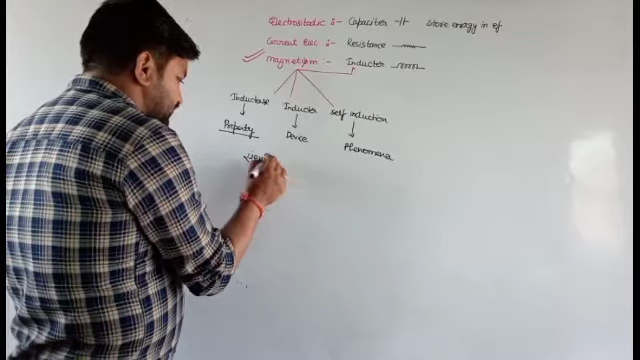 Electrostatic :- Capacitor -||- store energy in ef
Current Elec :- Resistance
magnetism :- Inductor
Inductance Inductor self induction
Property Device Phenomena